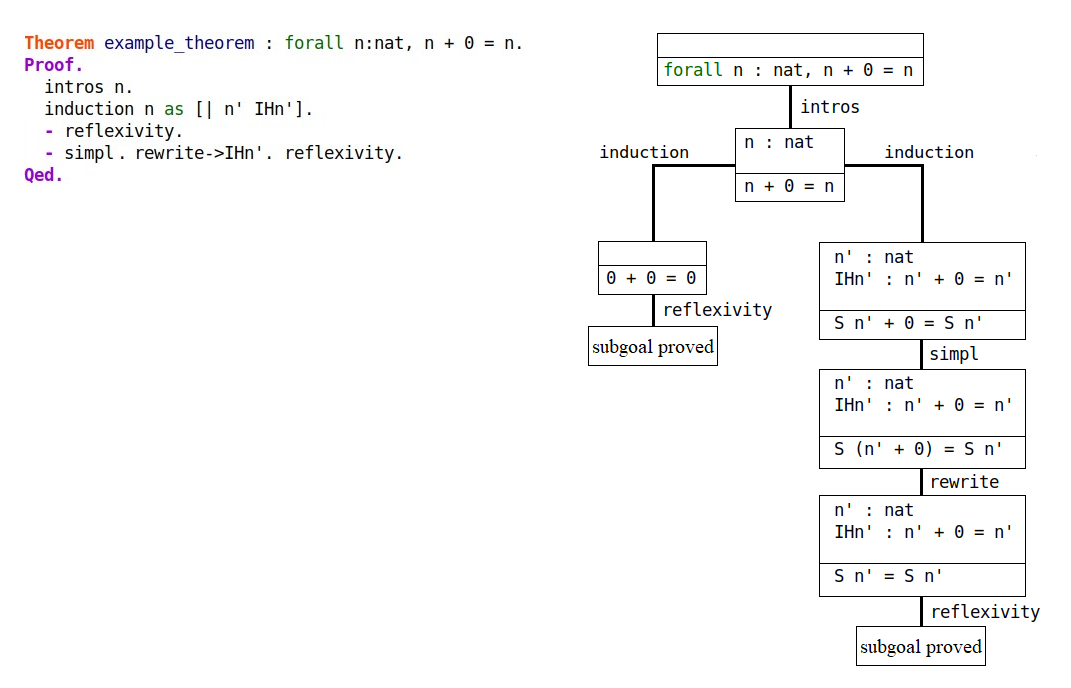 Theorem example_theorem : forall n:nat, n + 0 = n.
Proof.
intros n.
induction n as [| n' IHn'].
- reflexivity.
- simpl. rewrite->IHn'. reflexivity.
Qed.
forall n : nat, n + 0 = n
intros
n : nat
n + 0 = n
induction
induction
0 + 0 = 0
reflexivity
subgoal proved
n' : nat
IHn' : n' + 0 = n'
S n' + 0 = S n'
simpl
n' : nat
IHn' : n' + 0 = n'
S (n' + 0) = S n'
rewrite
n' : nat
IHn' : n' + 0 = n'
S n' = S n'
reflexivity
subgoal proved